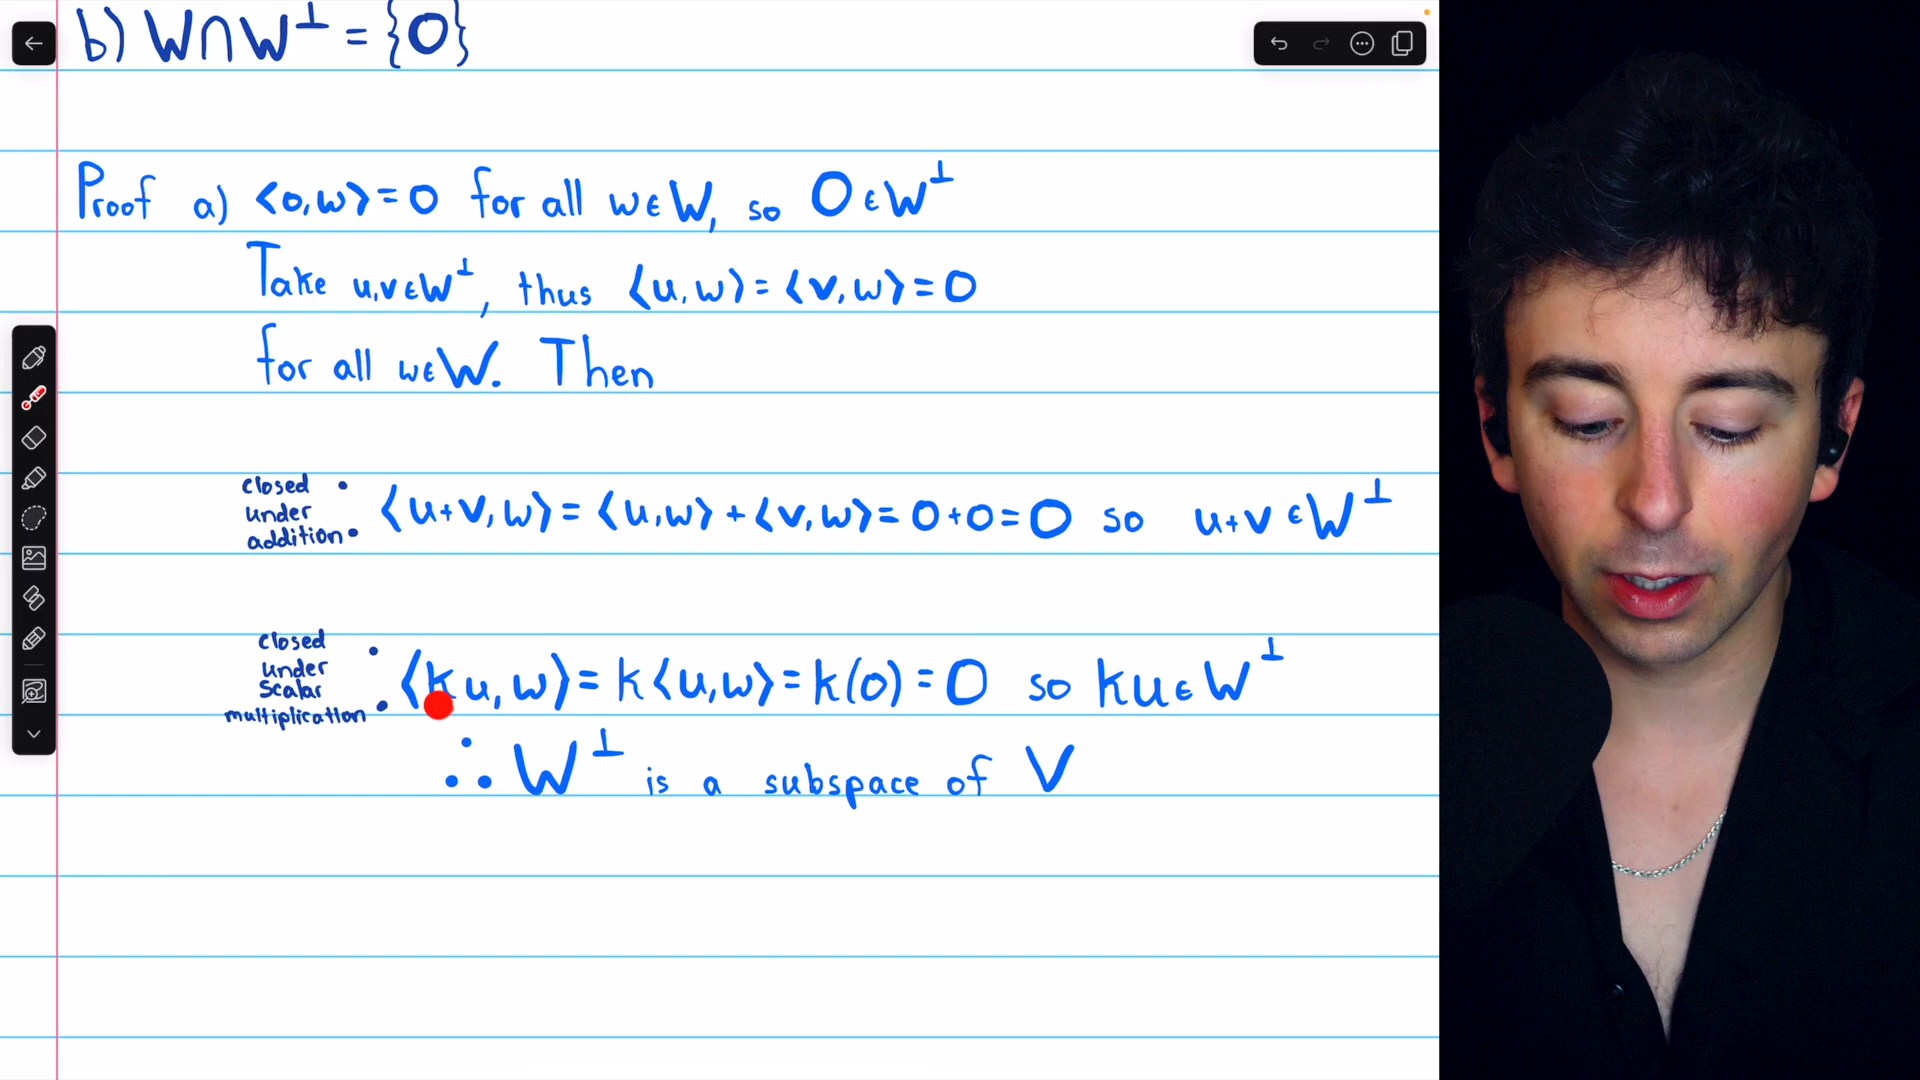 b) W∩W⊥ = {0}
Proof a) ⟨0,w⟩=0 for all w∈W, so 0∈W⊥
Take u,v∈W⊥, thus ⟨u,w⟩=⟨v,w⟩=0
for all w∈W. Then
closed
under
addition
⟨u+v,w⟩=⟨u,w⟩+⟨v,w⟩=0+0=0 so u+v∈W⊥
closed
under
scalar
multiplication
⟨ku,w⟩=k⟨u,w⟩=k(0)=0 so ku∈W⊥
∴ W⊥ is a subspace of V